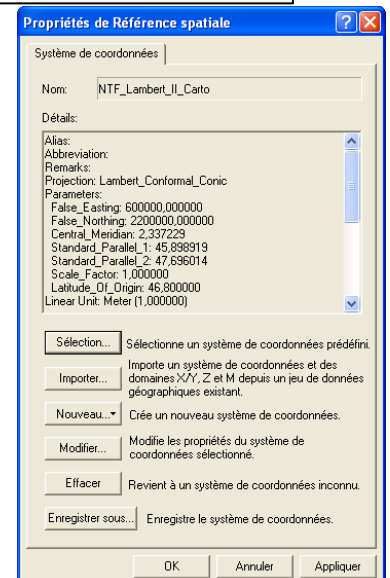 Propriétés de Référence spatiale
Système de coordonnées
Nom: NTF_Lambert_II_Carto
Détails:
Alias:
Abbreviation:
Remarks:
Projection: Lambert_Conformal_Conic
Parameters:
False_Easting: 600000,000000
False_Northing: 2200000,000000
Central_Meridian: 2,337229
Standard_Parallel_1: 45,898919
Standard_Parallel_2: 47,696014
Scale_Factor: 1,000000
Latitude_Of_Origin: 46,800000
Linear Unit: Meter (1,000000)
Sélection... Sélectionne un système de coordonnées prédéfini.
Importer... Importe un système de coordonnées et des
domaines X/Y, Z et M depuis un jeu de données
géographiques existant.
Nouveau... Crée un nouveau système de coordonnées.
Modifier... Modifie les propriétés du système de
coordonnées sélectionné.
Effacer Revient à un système de coordonnées inconnu.
Enregistrer sous... Enregistre le système de coordonnées.
OK Annuler Appliquer